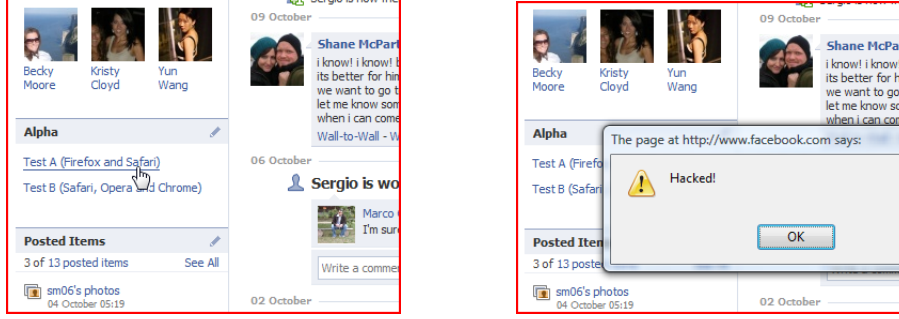 09 October
Becky Moore
Kristy Cloyd
Yun Wang
Shane McPart
i know! i know!
its better for him
we want to go
let me know som
when i can come
Wall-to-Wall - W
Alpha
Test A (Firefox and Safari)
Test B (Safari, Opera and Chrome)
06 October
Sergio is wo
Marco
I'm sur
Posted Items
3 of 13 posted items
See All
Write a comme
sm06's photos
04 October 05:19
02 October
09 October
Becky Moore
Kristy Cloyd
Yun Wang
Shane McPa
i know! i know
its better for h
we want to go
let me know so
when i can co
Alpha
Test A (Firefo
Test B (Safari
The page at http://www.facebook.com says:
Hacked!
OK
Posted Iten
3 of 13 poste
sm06's photos
04 October 05:19
02 October